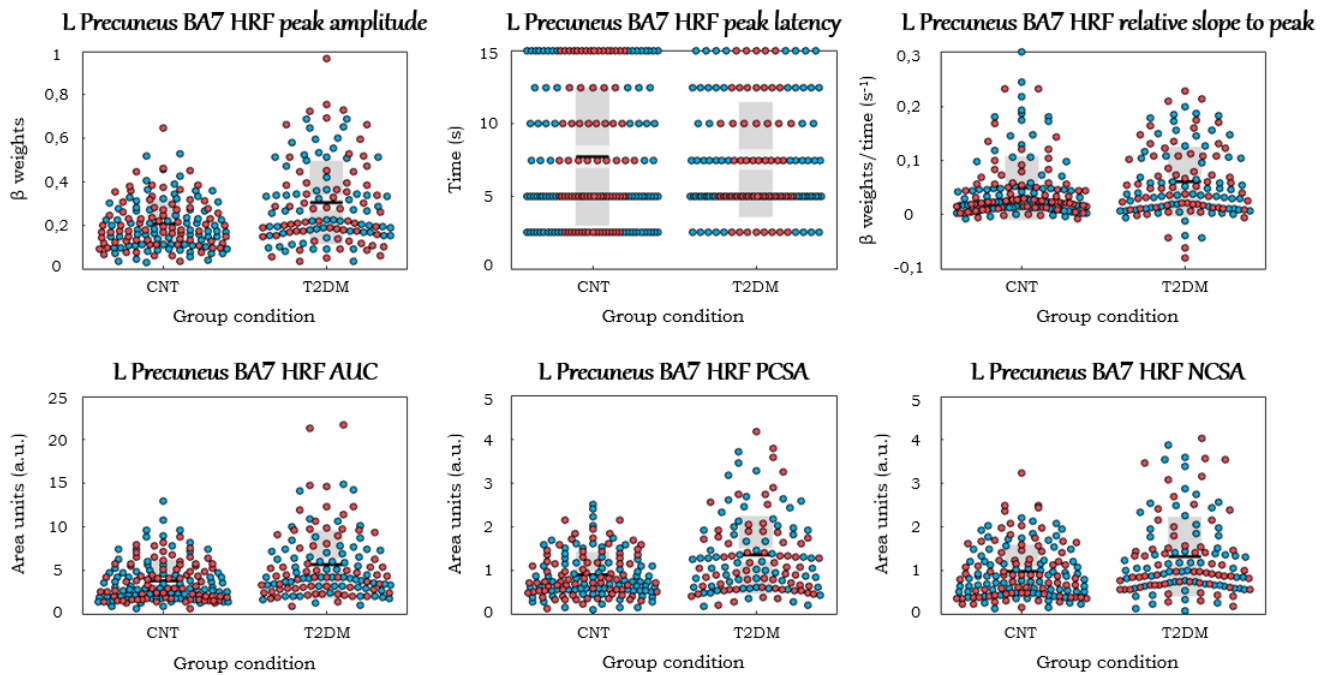 L Precuneus BA7 HRF peak amplitude
β weights
1
0,8
0,6
0,4
0,2
0
CNT
T2DM
Group condition
L Precuneus BA7 HRF peak latency
Time (s)
15
10
5
0
CNT
T2DM
Group condition
L Precuneus BA7 HRF relative slope to peak
β weights/ time (s⁻¹)
0,3
0,2
0,1
0
-0,1
CNT
T2DM
Group condition
L Precuneus BA7 HRF AUC
Area units (a.u.)
25
20
15
10
5
0
CNT
T2DM
Group condition
L Precuneus BA7 HRF PCSA
Area units (a.u.)
5
4
3
2
1
0
CNT
T2DM
Group condition
L Precuneus BA7 HRF NCSA
Area units (a.u.)
5
4
3
2
1
0
CNT
T2DM
Group condition